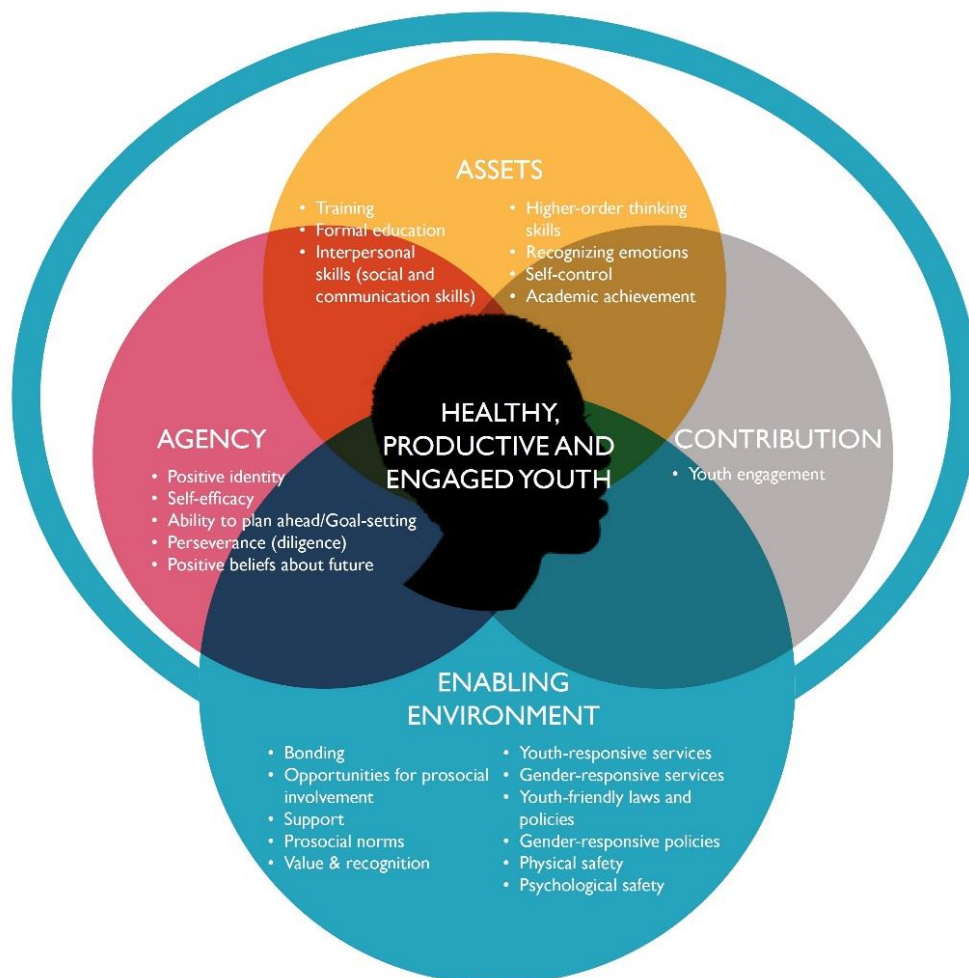 ASSETS
• Training
• Formal education
• Interpersonal
skills (social and
communication skills)
• Higher-order thinking
skills
• Recognizing emotions
• Self-control
• Academic achievement
HEALTHY,
PRODUCTIVE AND
ENGAGED YOUTH
AGENCY
• Positive identity
• Self-efficacy
• Ability to plan ahead/Goal-setting
• Perseverance (diligence)
• Positive beliefs about future
CONTRIBUTION
• Youth engagement
ENABLING
ENVIRONMENT
• Bonding
• Opportunities for prosocial
involvement
• Support
• Prosocial norms
• Value & recognition
• Youth-responsive services
• Gender-responsive services
• Youth-friendly laws and
policies
• Gender-responsive policies
• Physical safety
• Psychological safety